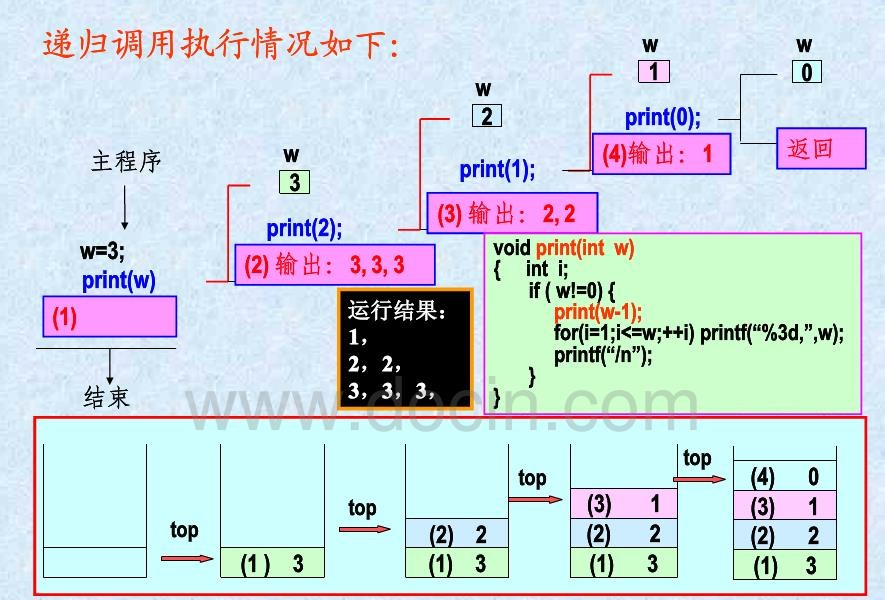 递归调用执行情况如下:
主程序
w=3;
print(w)
(1)
结束
w
3
print(2);
(2) 输出: 3, 3, 3
w
2
print(1);
(3) 输出: 2, 2
w
1
print(0);
(4)输出: 1
w
0
返回
运行结果:
1,
2, 2,
3, 3, 3,
void print(int w)
{ int i;
if ( w!=0) {
print(w-1);
for(i=1;i<=w;++i) printf(“%3d,”,w);
printf(“/n”);
}
}
www.docin.com
top
(1 ) 3
top
(2) 2
(1) 3
top
(3) 1
(2) 2
(1) 3
top
(4) 0
(3) 1
(2) 2
(1) 3